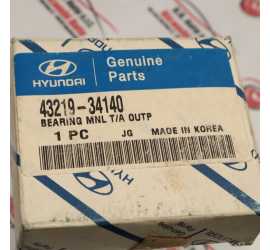 HYUNDAI
Genuine
Parts
43219-34140
BEARING MNL T/A OUTP
1 PC JG MADE IN KOREA